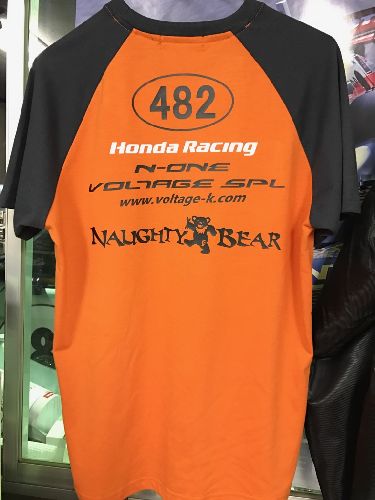 482
Honda Racing
N-ONE
VOLTAGE SPL
www.voltage-k.com
NAUGHTY BEAR